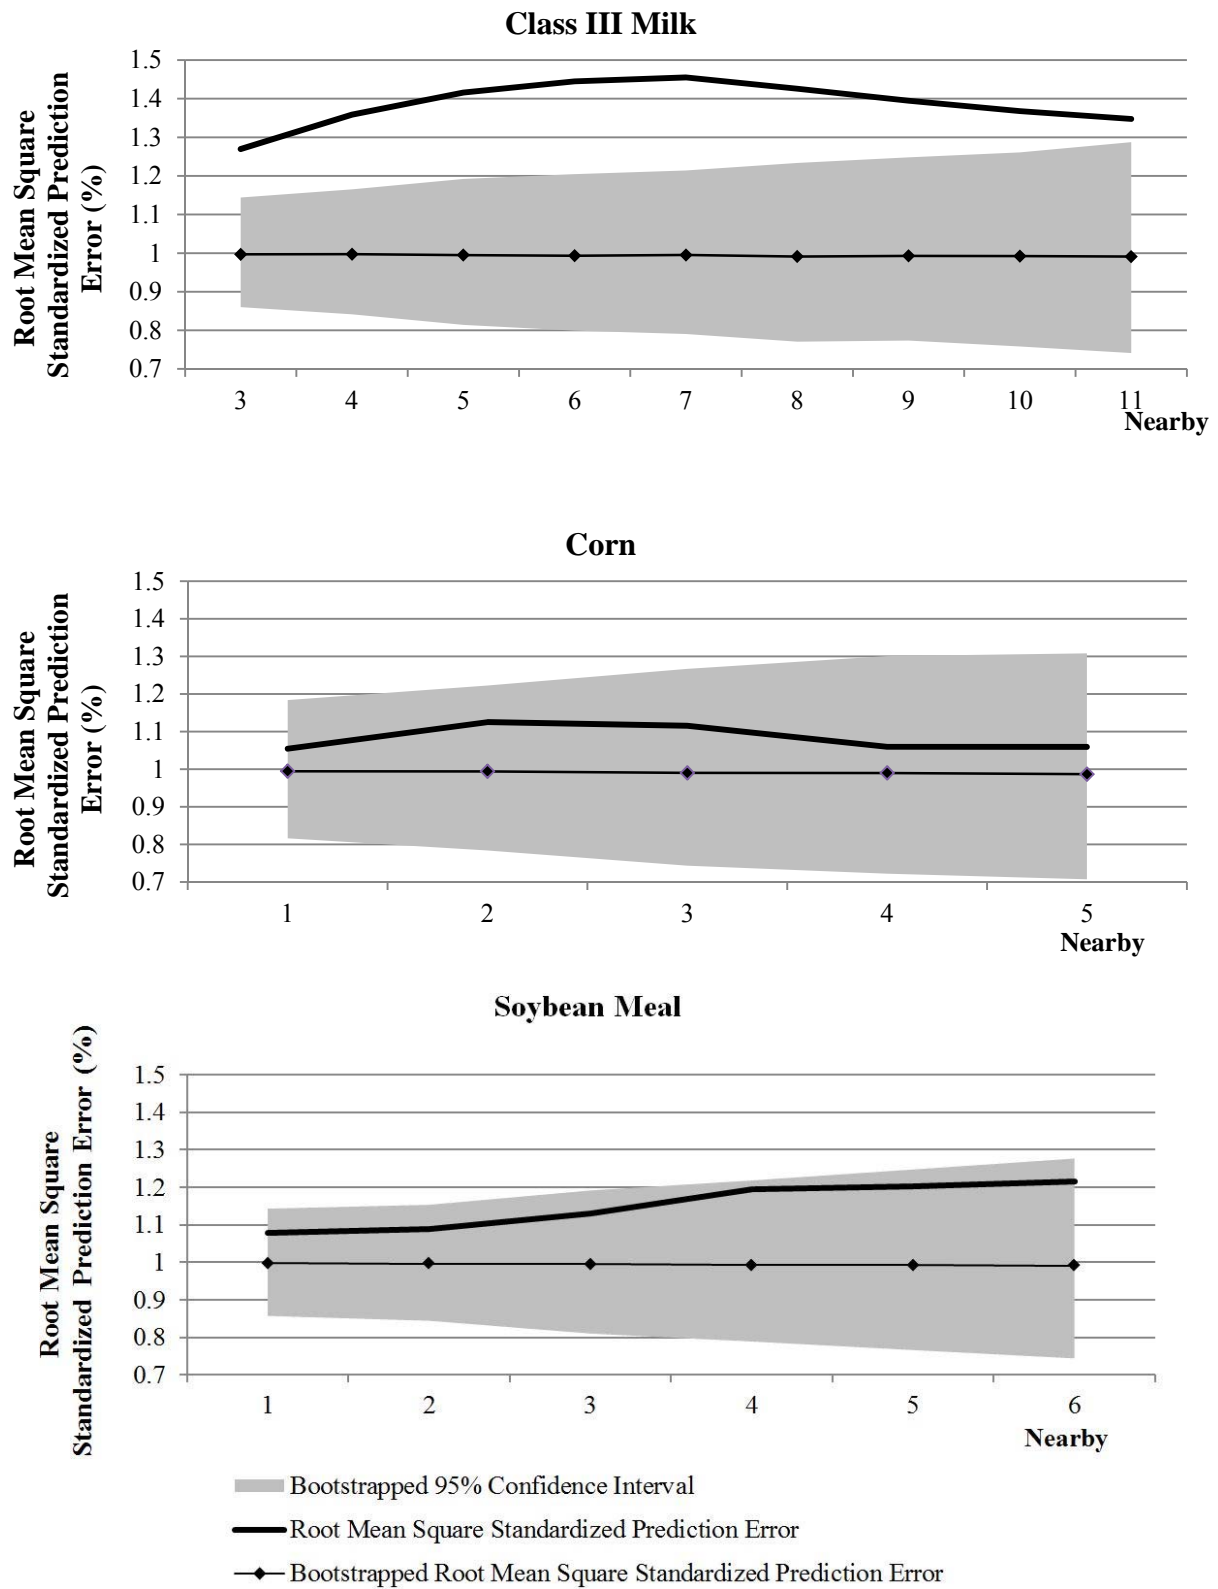 Class III Milk
Root Mean Square
Standardized Prediction
Error (%)
1.5
1.4
1.3
1.2
1.1
1
0.9
0.8
0.7
3 4 5 6 7 8 9 10 11
Nearby
Corn
Root Mean Square
Standardized Prediction
Error (%)
1.5
1.4
1.3
1.2
1.1
1
0.9
0.8
0.7
1 2 3 4 5
Nearby
Soybean Meal
Root Mean Square
Standardized Prediction Error (%)
1.5
1.4
1.3
1.2
1.1
1
0.9
0.8
0.7
1 2 3 4 5 6
Nearby
Bootstrapped 95% Confidence Interval
Root Mean Square Standardized Prediction Error
Bootstrapped Root Mean Square Standardized Prediction Error